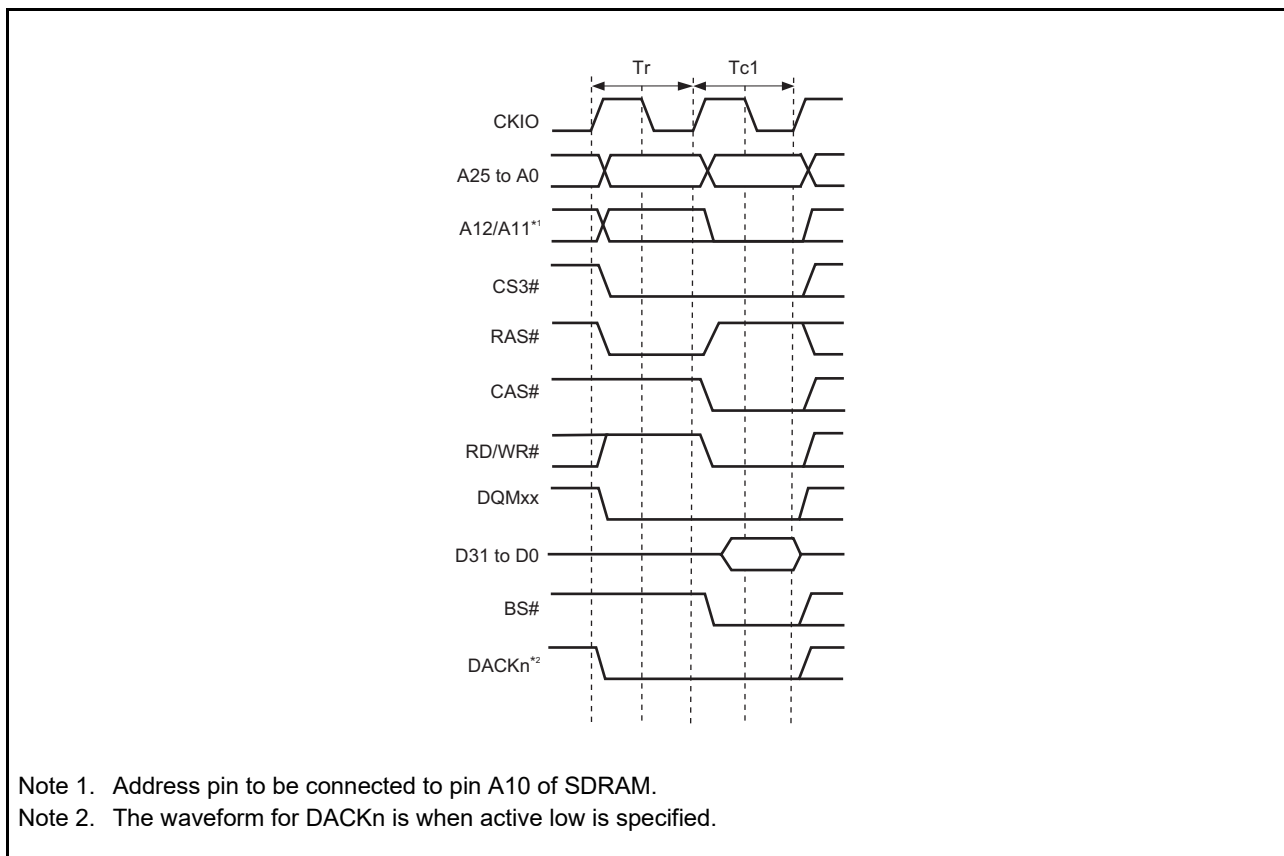 Tr Tc1
CKIO
A25 to A0
A12/A11*1
CS3#
RAS#
CAS#
RD/WR#
DQMxx
D31 to D0
BS#
DACKn*2
Note 1. Address pin to be connected to pin A10 of SDRAM.
Note 2. The waveform for DACKn is when active low is specified.